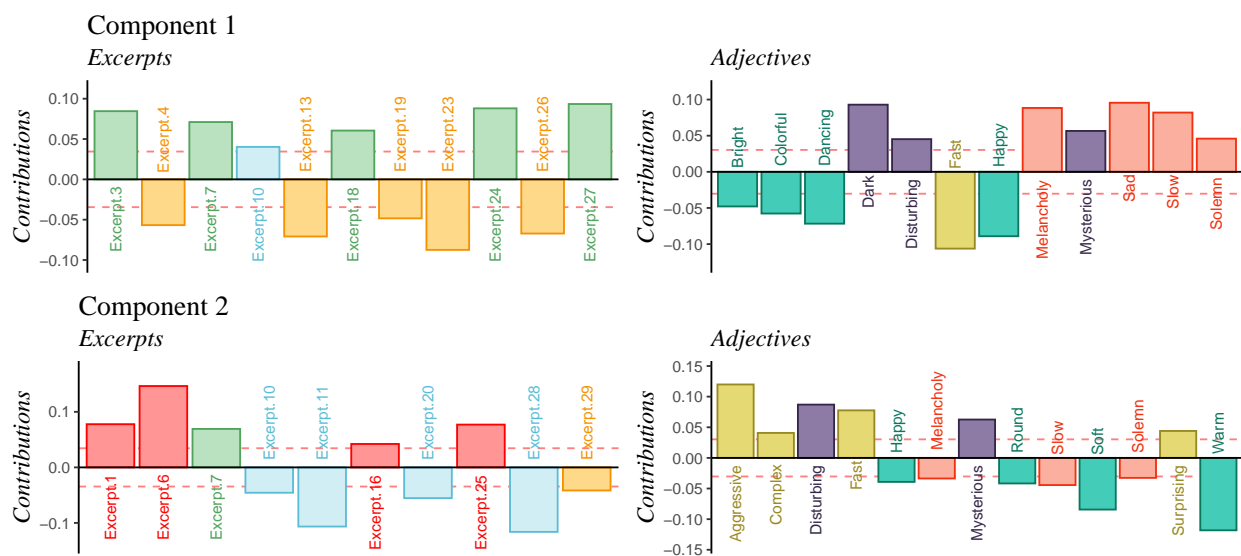 Component 1
Excerpts
Contributions
0.10
0.05
0.00
−0.05
−0.10
Excerpt.3
Excerpt.4
Excerpt.7
Excerpt.10
Excerpt.13
Excerpt.18
Excerpt.19
Excerpt.23
Excerpt.24
Excerpt.26
Excerpt.27
Adjectives
Contributions
0.10
0.05
0.00
−0.05
−0.10
Bright
Colorful
Dancing
Dark
Disturbing
Fast
Happy
Melancholy
Mysterious
Sad
Slow
Solemn
Component 2
Excerpts
Contributions
0.1
0.0
−0.1
Excerpt.1
Excerpt.6
Excerpt.7
Excerpt.10
Excerpt.11
Excerpt.16
Excerpt.20
Excerpt.25
Excerpt.28
Excerpt.29
Adjectives
Contributions
0.15
0.10
0.05
0.00
−0.05
−0.10
−0.15
Aggressive
Complex
Disturbing
Fast
Happy
Melancholy
Mysterious
Round
Slow
Soft
Solemn
Surprising
Warm